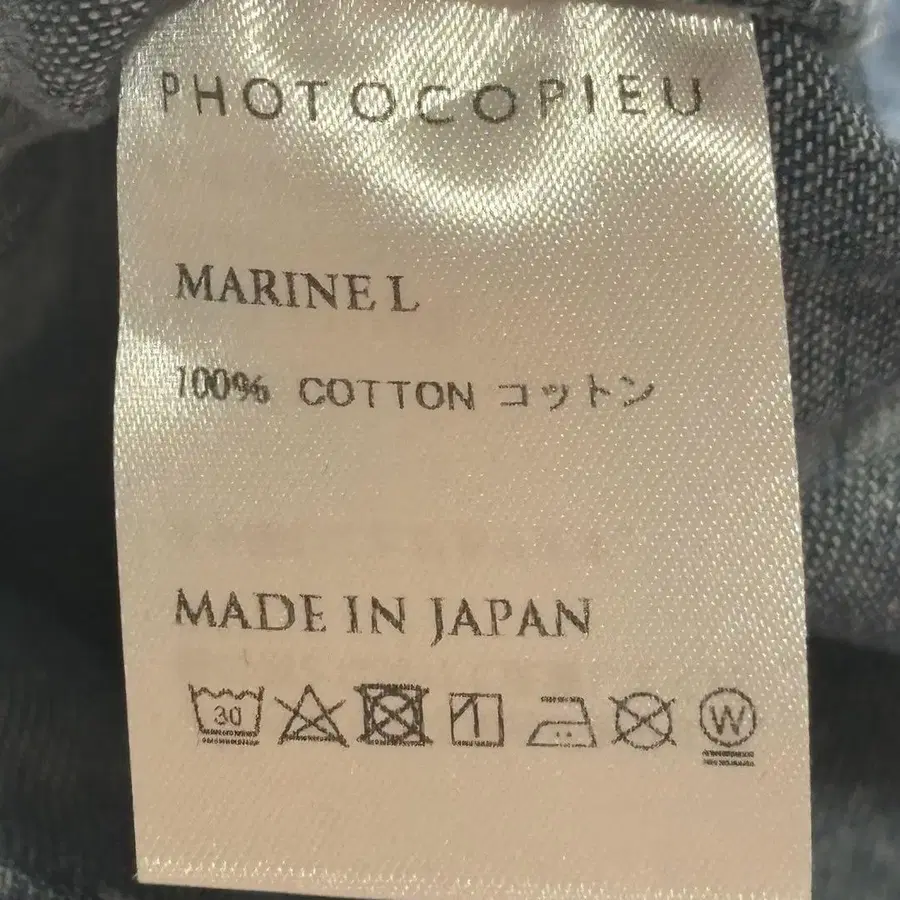 PHOTOCOPIEU
MARINE L
100% COTTON コットン
MADE IN JAPAN
30 W